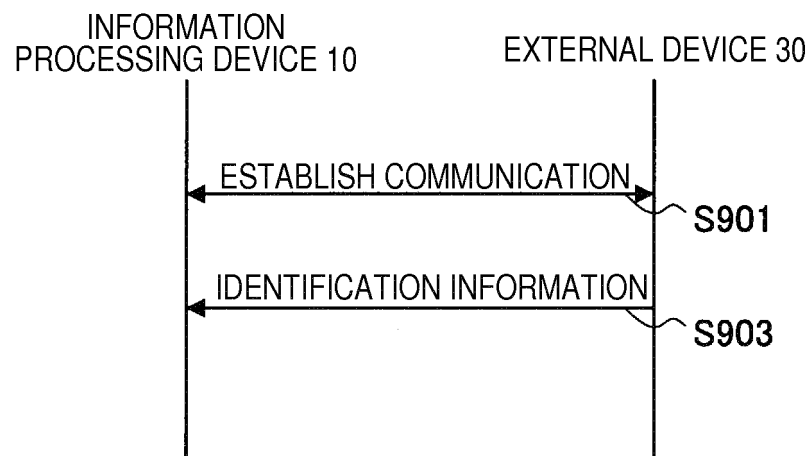 INFORMATION
PROCESSING DEVICE 10
EXTERNAL DEVICE 30
ESTABLISH COMMUNICATION
S901
IDENTIFICATION INFORMATION
S903